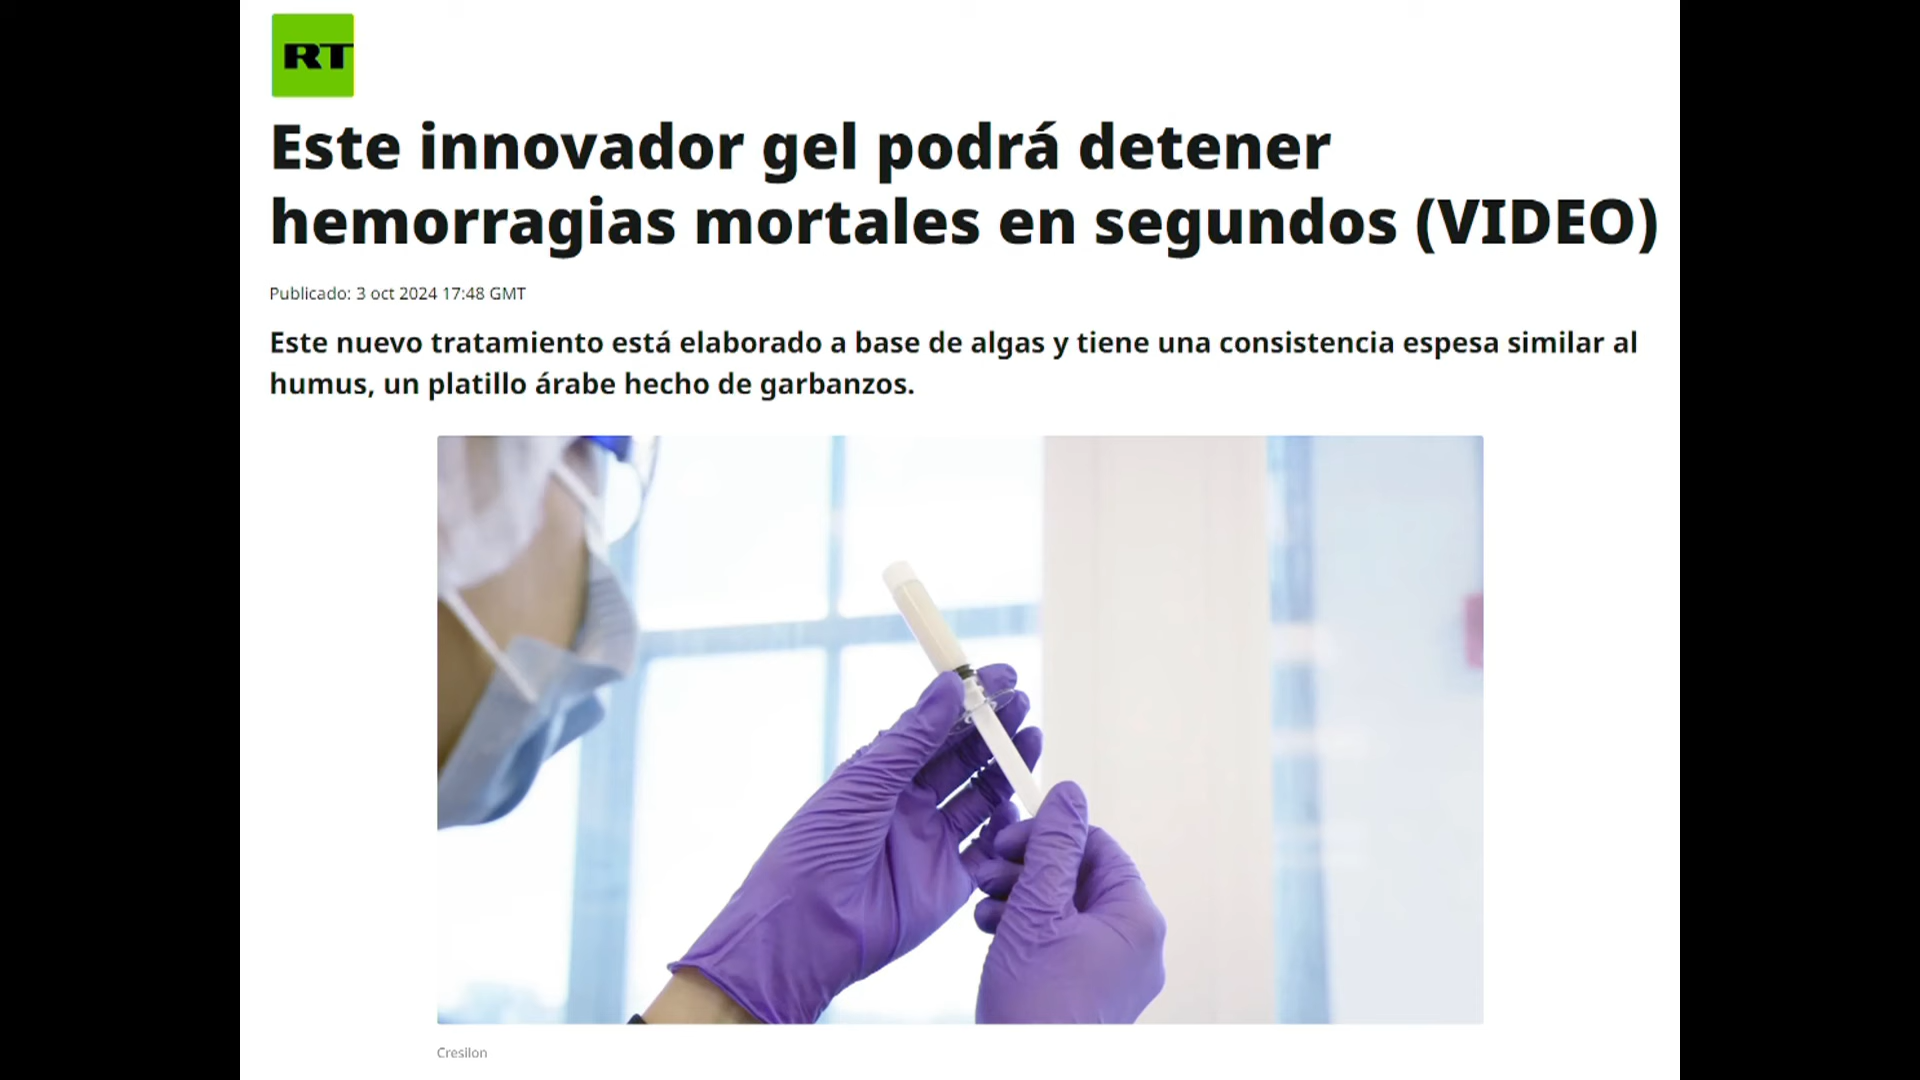 RT
Este innovador gel podrá detener
hemorragias mortales en segundos (VIDEO)
Publicado: 3 oct 2024 17:48 GMT
Este nuevo tratamiento está elaborado a base de algas y tiene una consistencia espesa similar al
humus, un platillo árabe hecho de garbanzos.
Cresilon